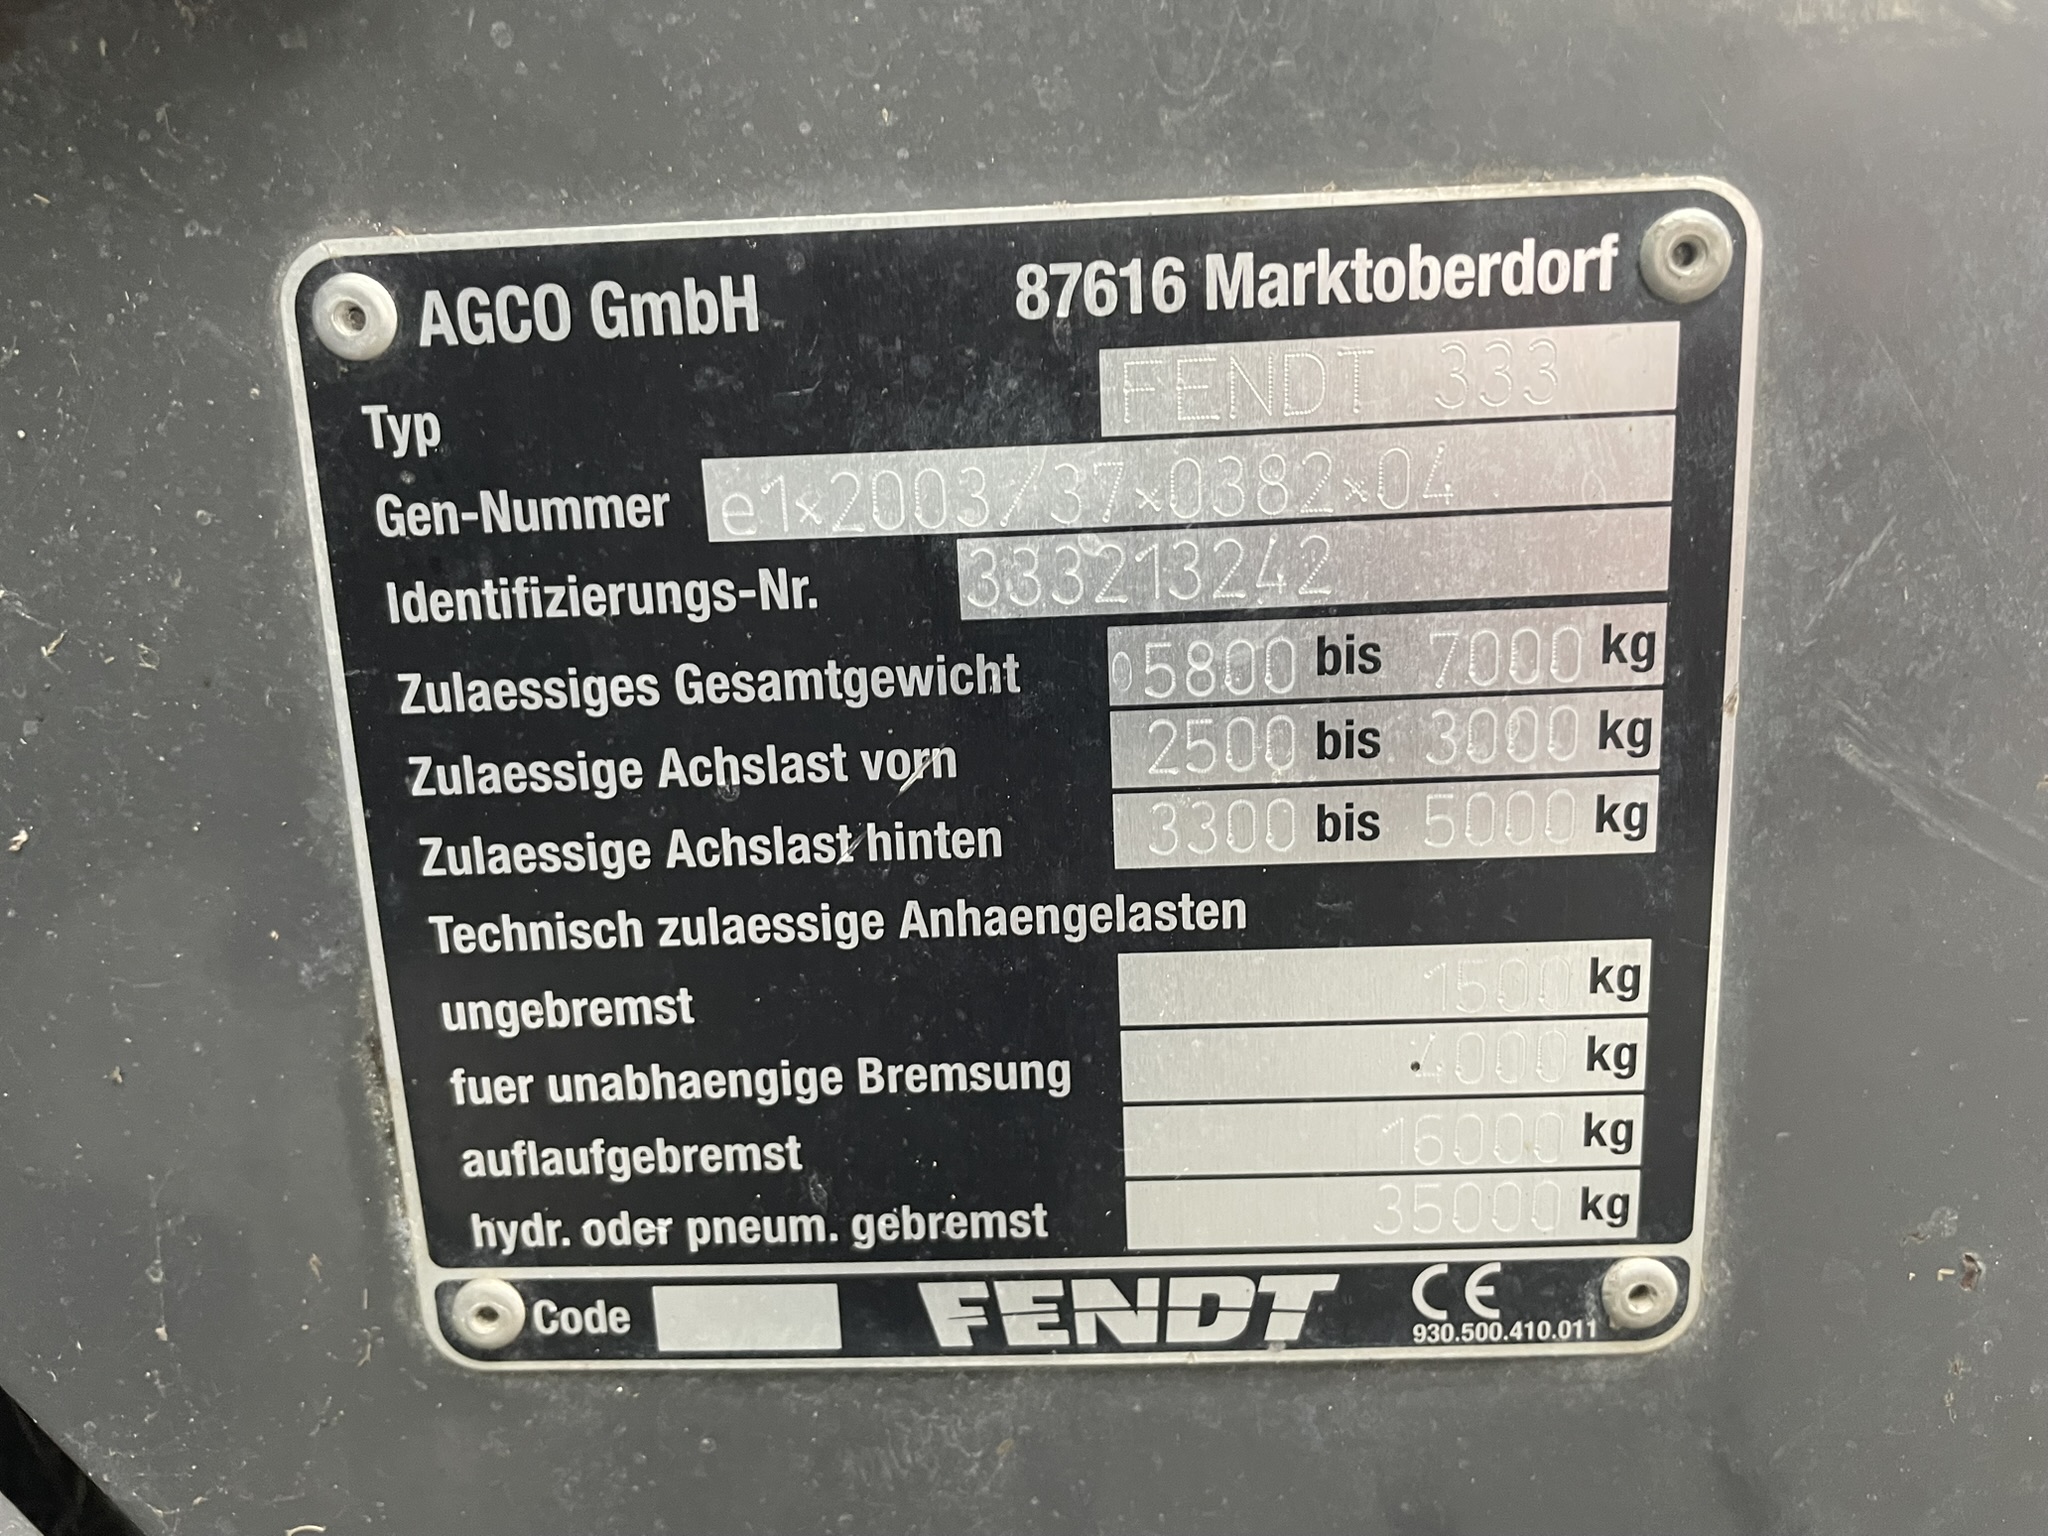 AGCO GmbH 87616 Marktoberdorf
Typ FENDT 333
Gen-Nummer e1*2003/37*0382*04
Identifizierungs-Nr. 333213242
Zulaessiges Gesamtgewicht 05800 bis 7000 kg
Zulaessige Achslast vorn 2500 bis 3000 kg
Zulaessige Achslast hinten 3300 bis 5000 kg
Technisch zulaessige Anhaengelasten
ungebremst 1500 kg
fuer unabhaengige Bremsung 4000 kg
auflaufgebremst 16000 kg
hydr. oder pneum. gebremst 35000 kg
Code FENDT CE
930.500.410.011